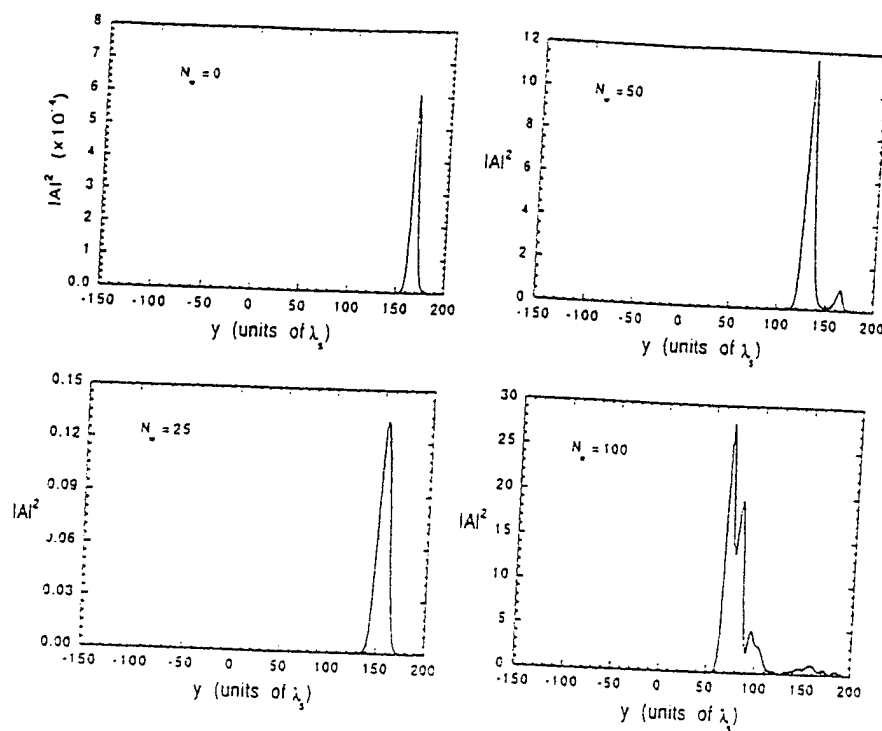 8
7
6
5
4
3
2
1
0.0
|A|² (×10⁻⁴)
N_w = 0
-150 -100 -50 0 50 100 150 200
y (units of λ_s)
12
10
8
6
4
2
0
|A|²
N_w = 50
-150 -100 -50 0 50 100 150 200
y (units of λ_s)
0.15
0.12
0.09
0.06
0.03
0.00
|A|²
N_w = 25
-150 -100 -50 0 50 100 150 200
y (units of λ_s)
30
25
20
15
10
5
0
|A|²
N_w = 100
-150 -100 -50 0 50 100 150 200
y (units of λ_s)